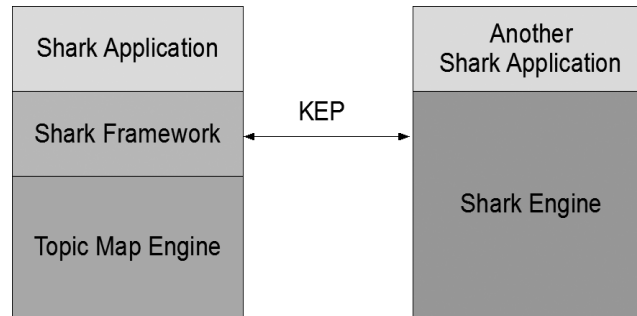 Shark Application
Shark Framework
Topic Map Engine
KEP
Another
Shark Application
Shark Engine